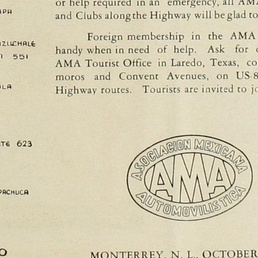 or help required in an emergency, all AMA
and Clubs along the Highway will be glad to
Foreign membership in the AMA
handy when in need of help. Ask for
AMA Tourist Office in Laredo, Texas, co
moros and Convent Avenues, on US 8
Highway routes. Tourists are invited to j
551
TE 623
PACHUCA
ASOCIACION MEXICANA
AMA
AUTOMOVILISTICA
MONTERREY, N. L., OCTOBER